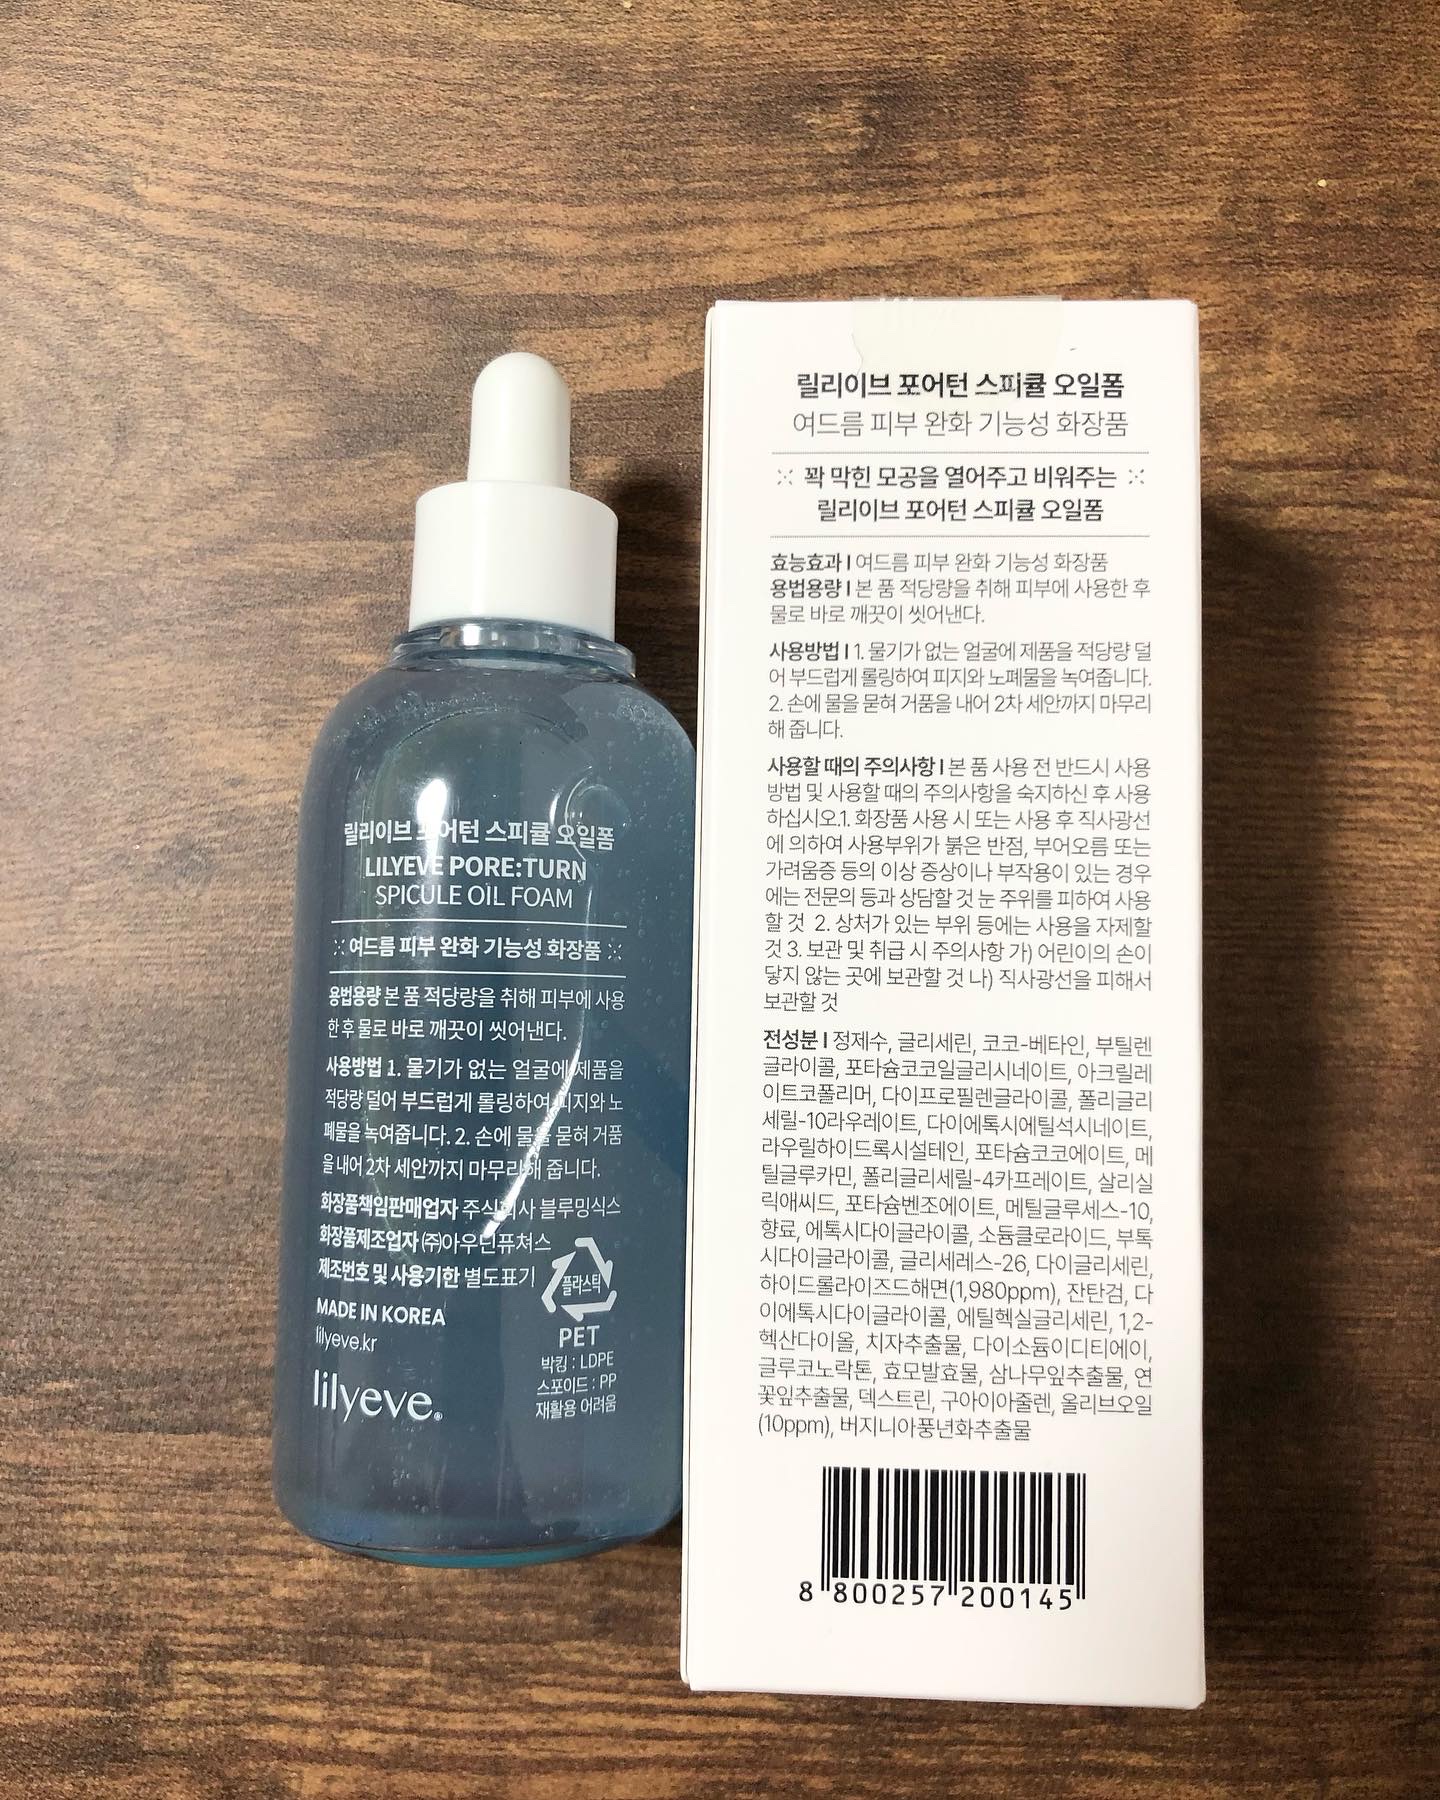 릴리이브 포어턴 스피큘 오일폼
LILYEVE PORE:TURN
SPICULE OIL FOAM
여드름 피부 완화 기능성 화장품
용법용량 본 품 적당량을 취해 피부에 사용
한 후 물로 바로 깨끗이 씻어낸다.
사용방법 1. 물기가 없는 얼굴에 제품을
적당량 덜어 부드럽게 롤링하여 피지와 노
폐물을 녹여줍니다. 2. 손에 물을 묻혀 거품
을 내어 2차 세안까지 마무리해 줍니다.
화장품책임판매업자 주식회사 블루밍식스
화장품제조업자 ㈜아우딘퓨쳐스
제조번호 및 사용기한 별도표기
MADE IN KOREA
lilyeve.kr
lilyeve®
플라스틱
PET
박킹 : LDPE
스포이드 : PP
재활용 어려움
릴리이브 포어턴 스피큘 오일폼
여드름 피부 완화 기능성 화장품
꽉 막힌 모공을 열어주고 비워주는
릴리이브 포어턴 스피큘 오일폼
효능효과 | 여드름 피부 완화 기능성 화장품
용법용량 | 본 품 적당량을 취해 피부에 사용한 후
물로 바로 깨끗이 씻어낸다.
사용방법 | 1. 물기가 없는 얼굴에 제품을 적당량 덜
어 부드럽게 롤링하여 피지와 노폐물을 녹여줍니다.
2. 손에 물을 묻혀 거품을 내어 2차 세안까지 마무리
해 줍니다.
사용할 때의 주의사항 | 본 품 사용 전 반드시 사용
방법 및 사용할 때의 주의사항을 숙지하신 후 사용
하십시오.1. 화장품 사용 시 또는 사용 후 직사광선
에 의하여 사용부위가 붉은 반점, 부어오름 또는
가려움증 등의 이상 증상이나 부작용이 있는 경우
에는 전문의 등과 상담할 것 눈 주위를 피하여 사용
할 것 2. 상처가 있는 부위 등에는 사용을 자제할
것 3. 보관 및 취급 시 주의사항 가) 어린이의 손이
닿지 않는 곳에 보관할 것 나) 직사광선을 피해서
보관할 것
전성분 | 정제수, 글리세린, 코코-베타인, 부틸렌
글라이콜, 포타슘코코일글리시네이트, 아크릴레
이트코폴리머, 다이프로필렌글라이콜, 폴리글리
세릴-10라우레이트, 다이에톡시에틸석시네이트,
라우릴하이드록시설테인, 포타슘코코에이트, 메
틸글루카민, 폴리글리세릴-4카프레이트, 살리실
릭애씨드, 포타슘벤조에이트, 메틸글루세스-10,
향료, 에톡시다이글라이콜, 소듐클로라이드, 부톡
시다이글라이콜, 글리세레스-26, 다이글리세린,
하이드롤라이즈드해면(1,980ppm), 잔탄검, 다
이에톡시다이글라이콜, 에틸헥실글리세린, 1,2-
헥산다이올, 치자추출물, 다이소듐이디티에이,
글루코노락톤, 효모발효물, 삼나무잎추출물, 연
꽃잎추출물, 덱스트린, 구아이아줄렌, 올리브오일
(10ppm), 버지니아풍년화추출물
8 800257 200145